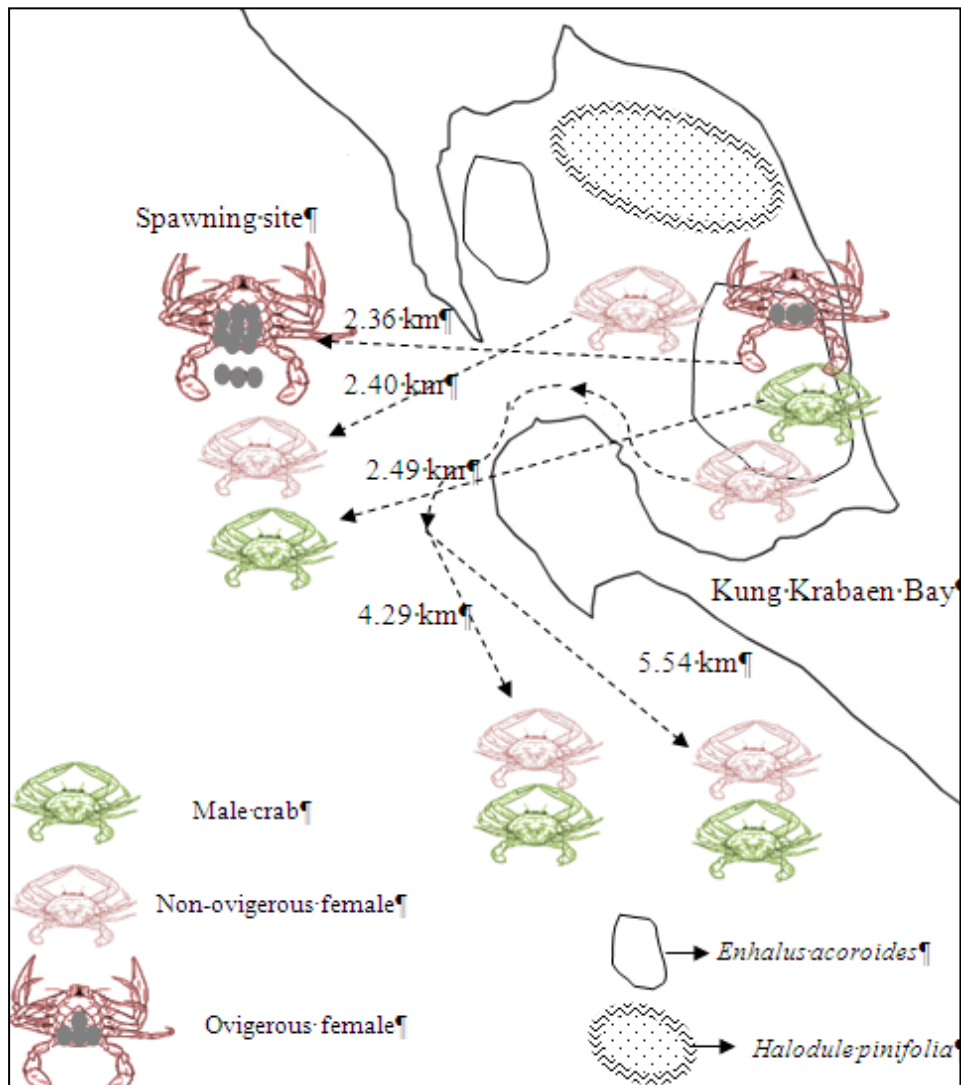 Spawning·site¶
2.36·km¶
2.40·km¶
2.49·km¶
Kung·Krabaen·Bay¶
4.29·km¶
5.54·km¶
Male·crab¶
Non-ovigerous·female¶
Enhalus·acoroides¶
Ovigerous·female¶
Halodule·pinifolia¶